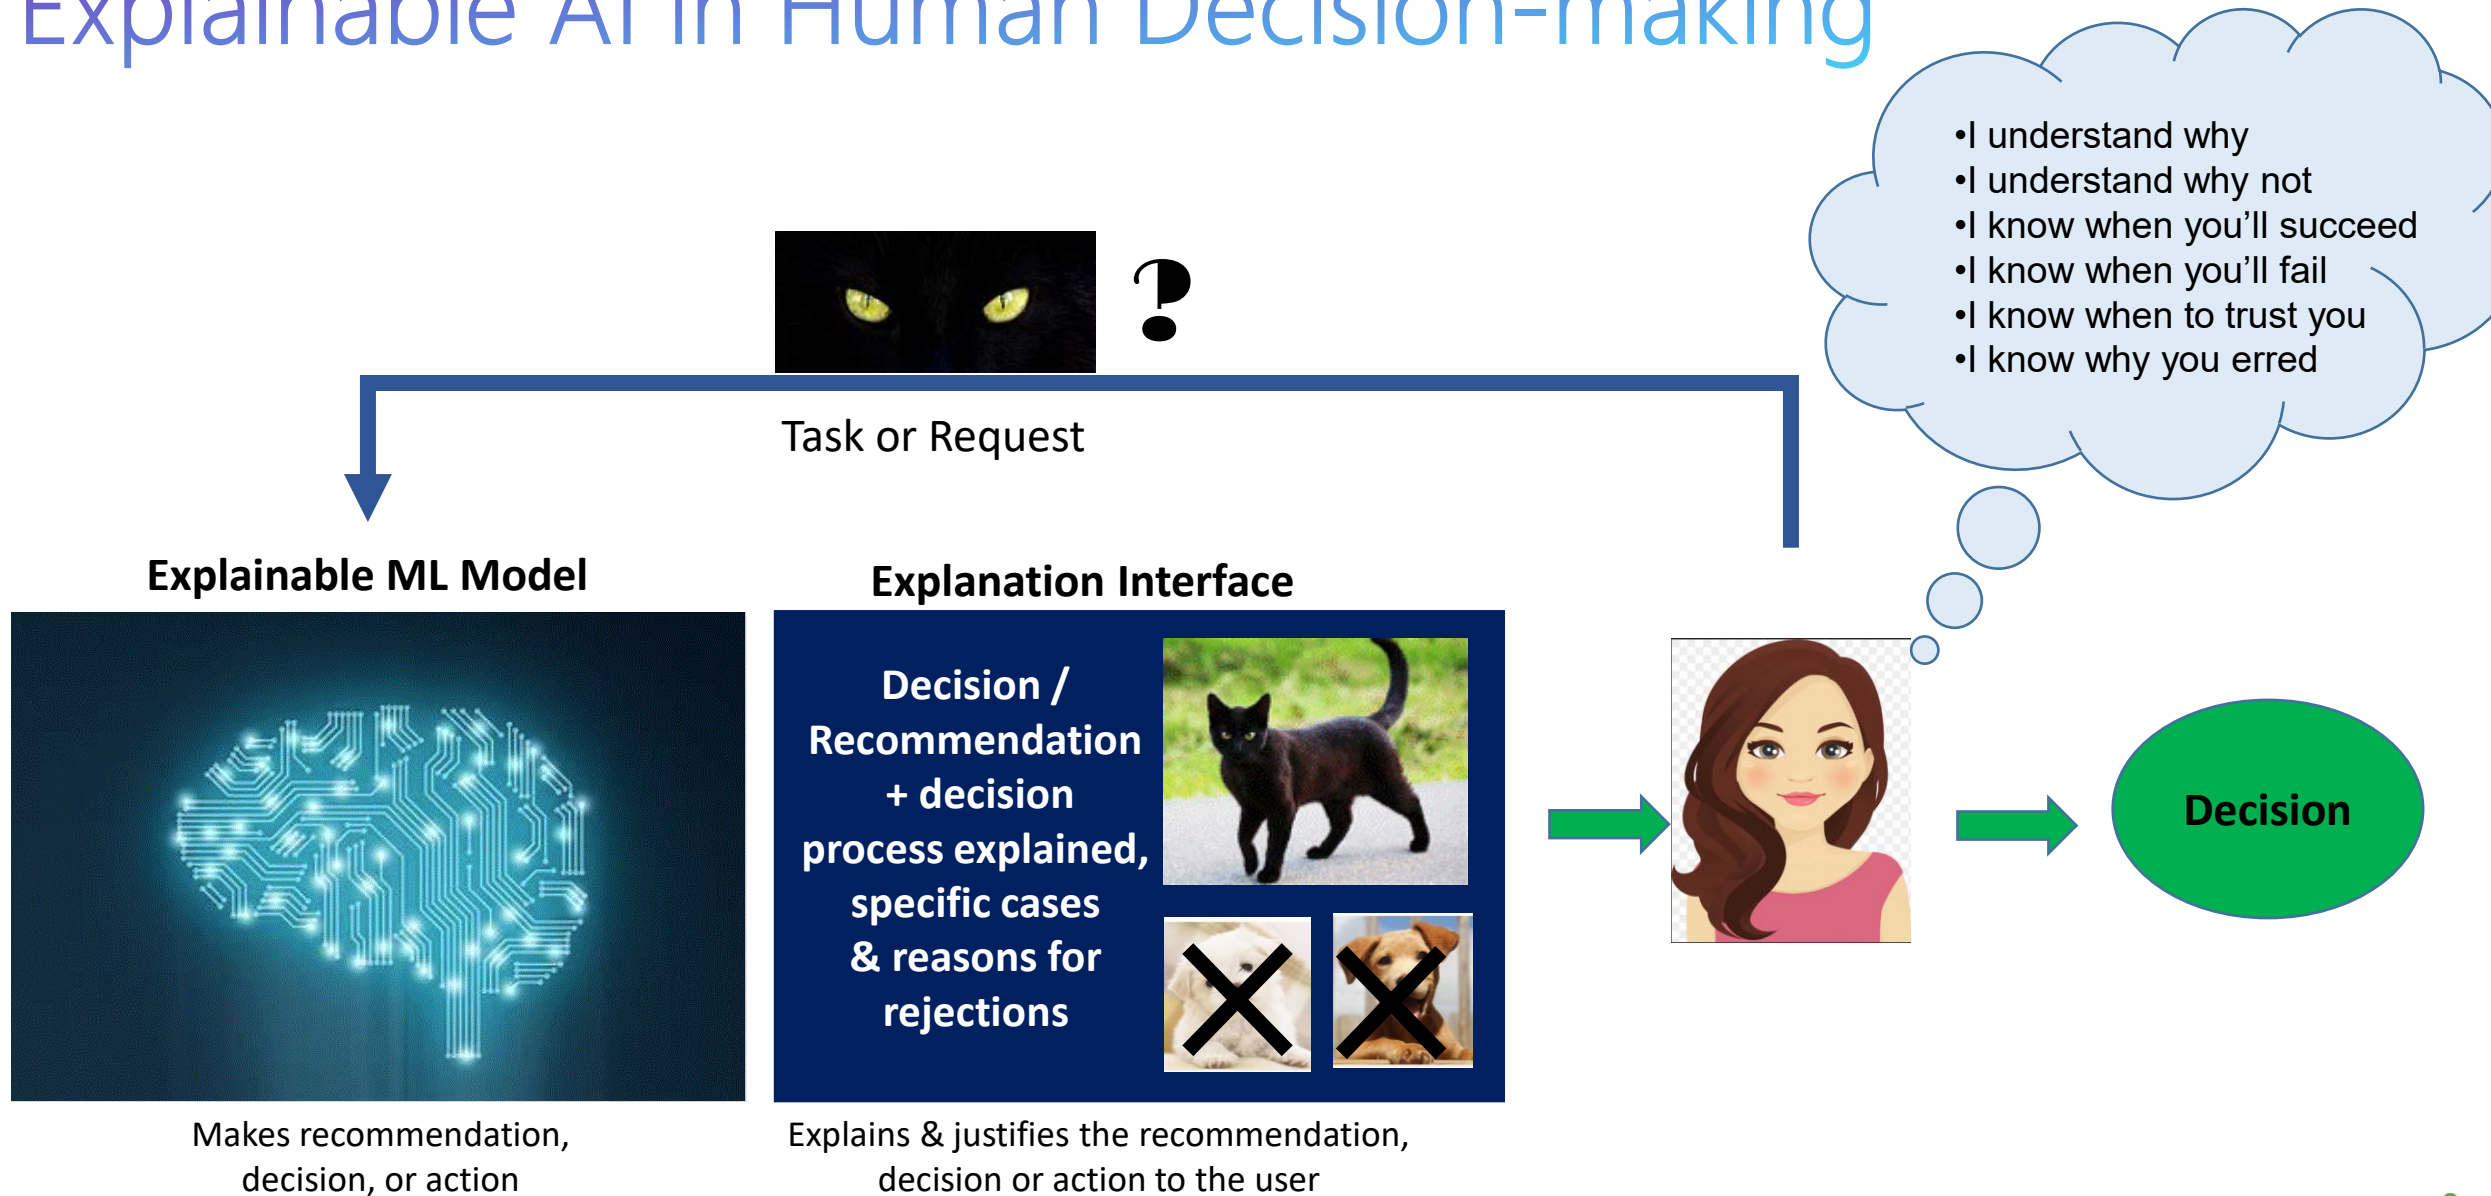 Explainable AI in Human Decision-making
•I understand why
•I understand why not
•I know when you'll succeed
•I know when you'll fail
•I know when to trust you
•I know why you erred
?
Task or Request
Explainable ML Model
Explanation Interface
Decision /
Recommendation
+ decision
process explained,
specific cases
& reasons for
rejections
Decision
Makes recommendation,
decision, or action
Explains & justifies the recommendation,
decision or action to the user